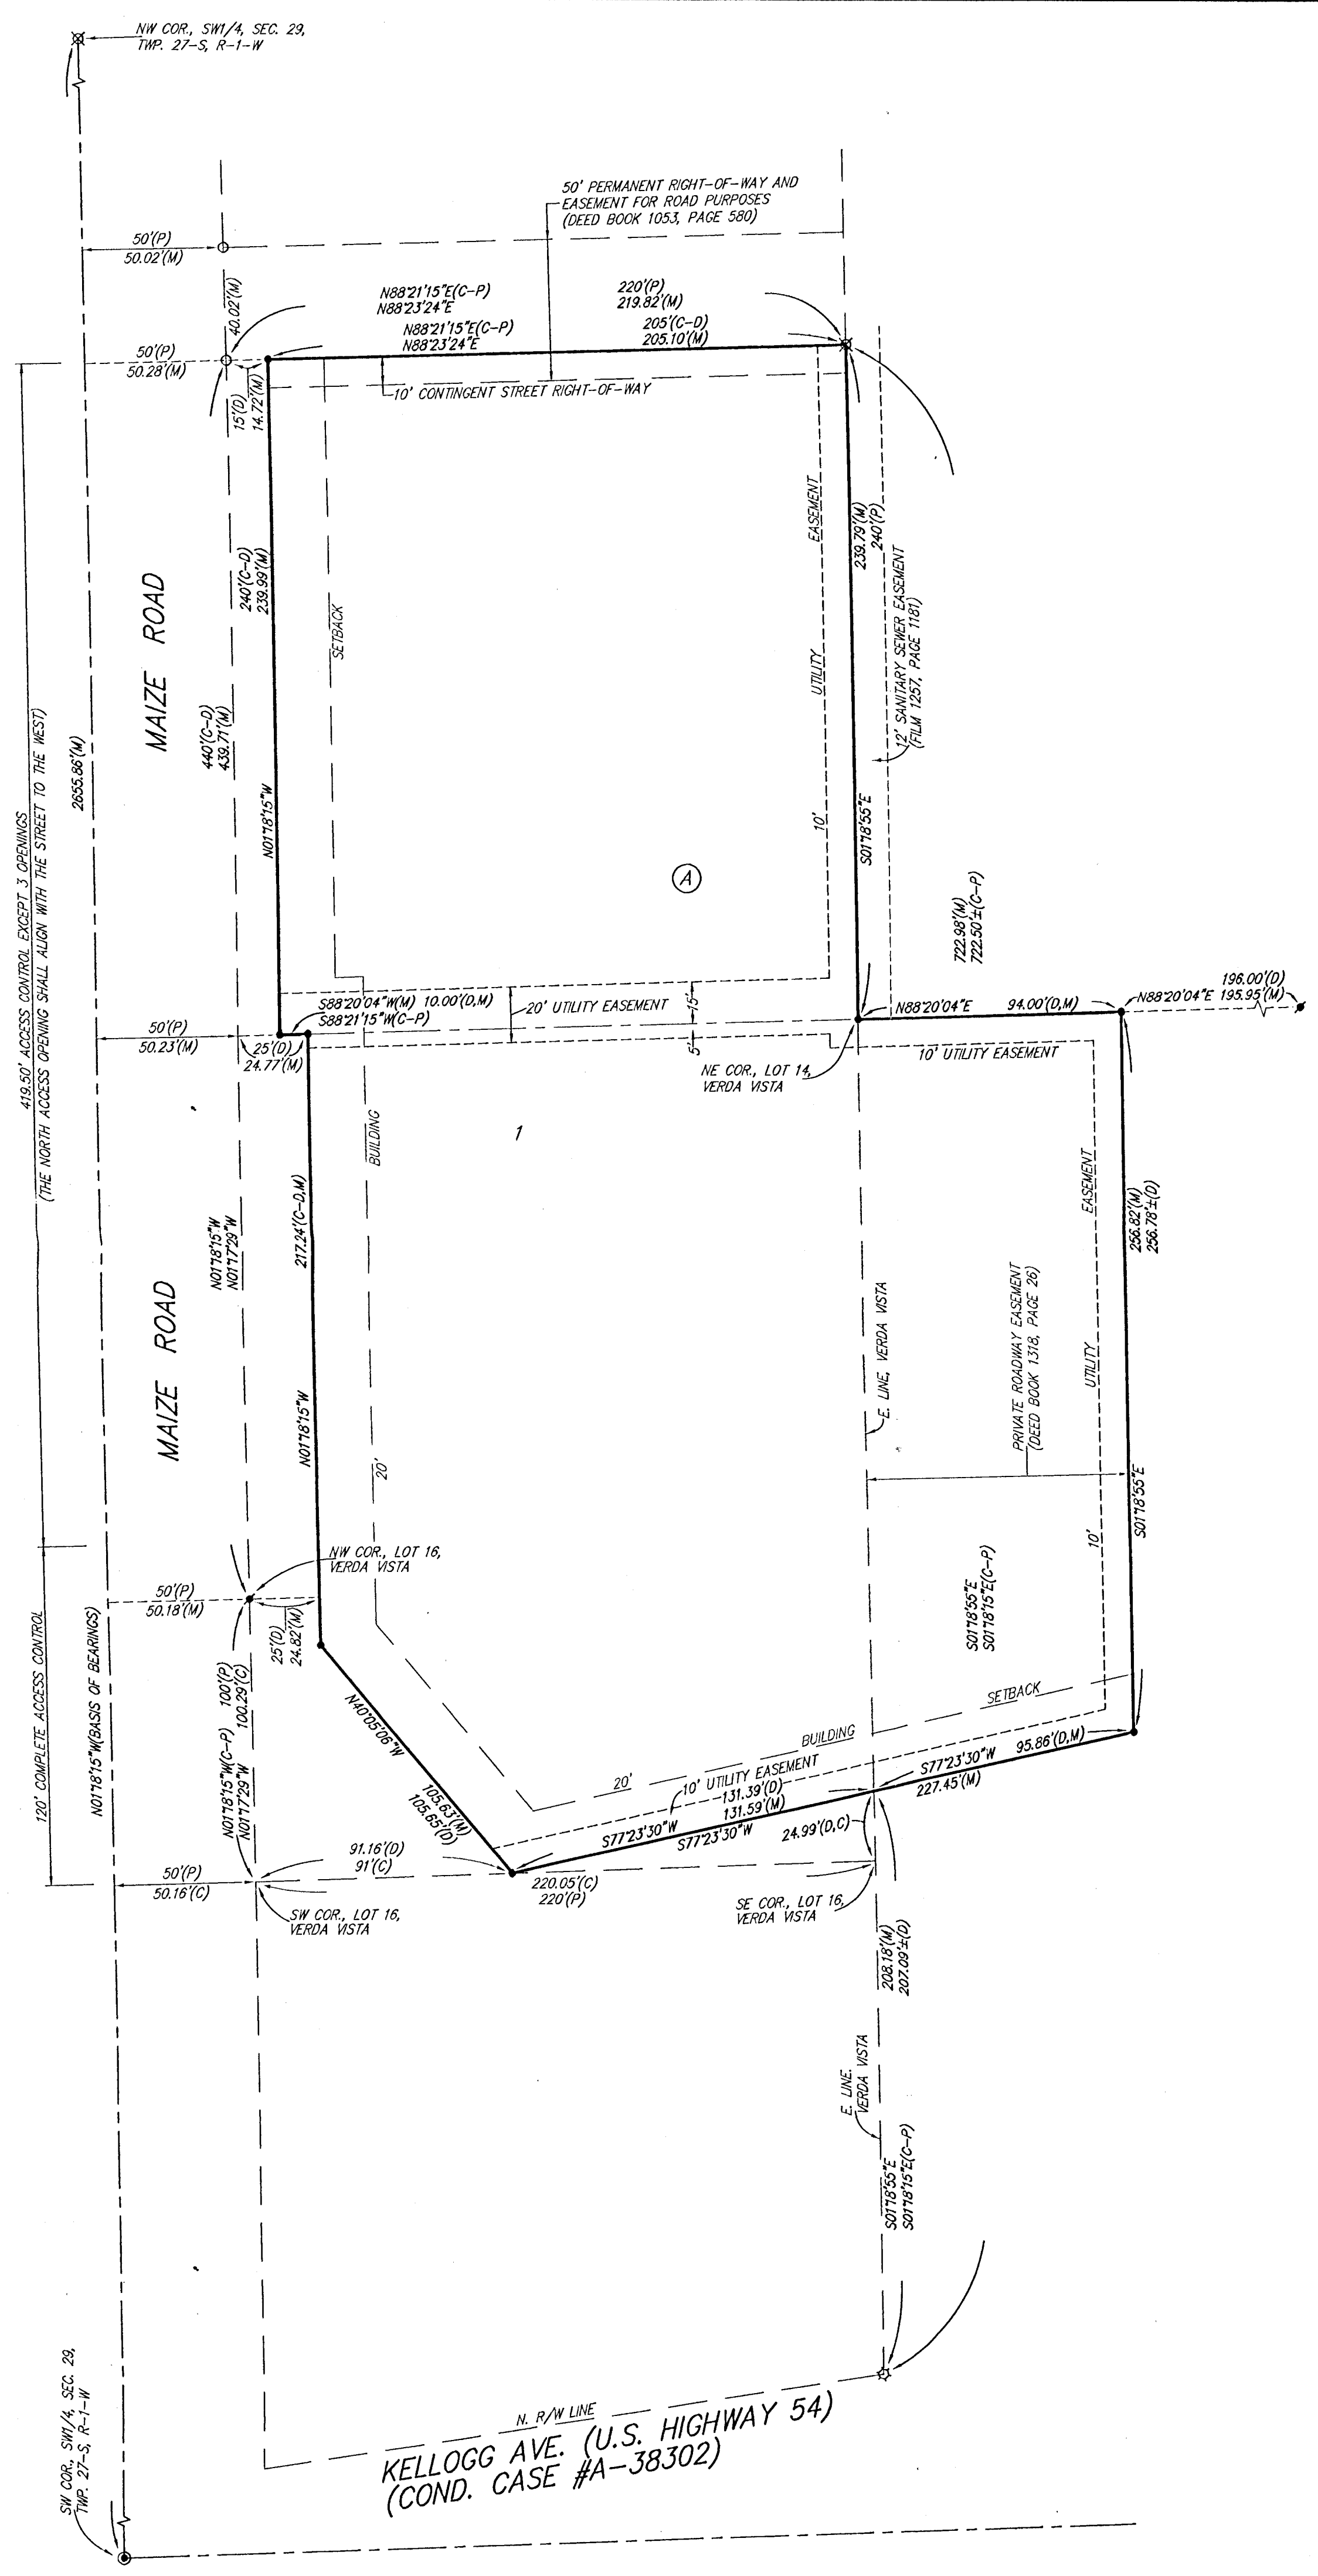 NW COR., SW1/4, SEC. 29,
TWP. 27-S, R-1-W
50' PERMANENT RIGHT-OF-WAY AND
EASEMENT FOR ROAD PURPOSES
(DEED BOOK 1053, PAGE 580)
50'(P)
50.02'(M)
40.02'(M)
N88°21'15"E(C-P)
N88°23'24"E
220'(P)
219.82'(M)
N88°21'15"E(C-P)
N88°23'24"E
205'(C-D)
205.10'(M)
50'(P)
50.28'(M)
15'(D)
14.72'(M)
10' CONTINGENT STREET RIGHT-OF-WAY
EASEMENT
UTILITY
10'
239.79'(M)
240'(P)
12' SANITARY SEWER EASEMENT
(FILM 1257, PAGE 1181)
S01°18'55"E
240'(C-D)
239.99'(M)
SETBACK
MAIZE ROAD
440'(C-D)
439.71'(M)
2655.86'(M)
N01°18'15"W
419.50' ACCESS CONTROL EXCEPT 3 OPENINGS
(THE NORTH ACCESS OPENING SHALL ALIGN WITH THE STREET TO THE WEST)
A
722.98'(M)
722.50'±(C-P)
S88°20'04"W(M) 10.00'(D,M)
S88°21'15"W(C-P)
20' UTILITY EASEMENT
15'
5'
N88°20'04"E 94.00'(D,M)
196.00'(D)
N88°20'04"E 195.95'(M)
50'(P)
50.23'(M)
25'(D)
24.77'(M)
NE COR., LOT 14,
VERDA VISTA
10' UTILITY EASEMENT
1
BUILDING
20'
217.24'(C-D,M)
N01°18'15"W
N01°18'15"W
N01°17'29"W
MAIZE ROAD
EASEMENT
UTILITY
10'
256.82'(M)
256.78'±(D)
PRIVATE ROADWAY EASEMENT
(DEED BOOK 1318, PAGE 26)
E. LINE, VERDA VISTA
S01°18'55"E
S01°18'55"E
S01°18'15"E(C-P)
NW COR., LOT 16,
VERDA VISTA
50'(P)
50.18'(M)
25'(D)
24.82'(M)
N01°18'15"W(BASIS OF BEARINGS)
120' COMPLETE ACCESS CONTROL
N01°18'15"W(C-P) 100'(P)
N01°17'29"W 100.29'(C)
N40°05'06"W
105.63'(M)
105.65'(D)
SETBACK
BUILDING
20'
10' UTILITY EASEMENT
131.39'(D)
131.59'(M)
S77°23'30"W
S77°23'30"W
S77°23'30"W 95.86'(D,M)
227.45'(M)
24.99'(D,C)
50'(P)
50.16'(C)
91.16'(D)
91'(C)
220.05'(C)
220'(P)
SW COR., LOT 16,
VERDA VISTA
SE COR., LOT 16,
VERDA VISTA
208.18'(M)
207.09'±(D)
E. LINE,
VERDA VISTA
S01°18'55"E
S01°18'15"E(C-P)
N. R/W LINE
KELLOGG AVE. (U.S. HIGHWAY 54)
(COND. CASE #A-38302)
SW COR., SW1/4, SEC. 29,
TWP. 27-S, R-1-W